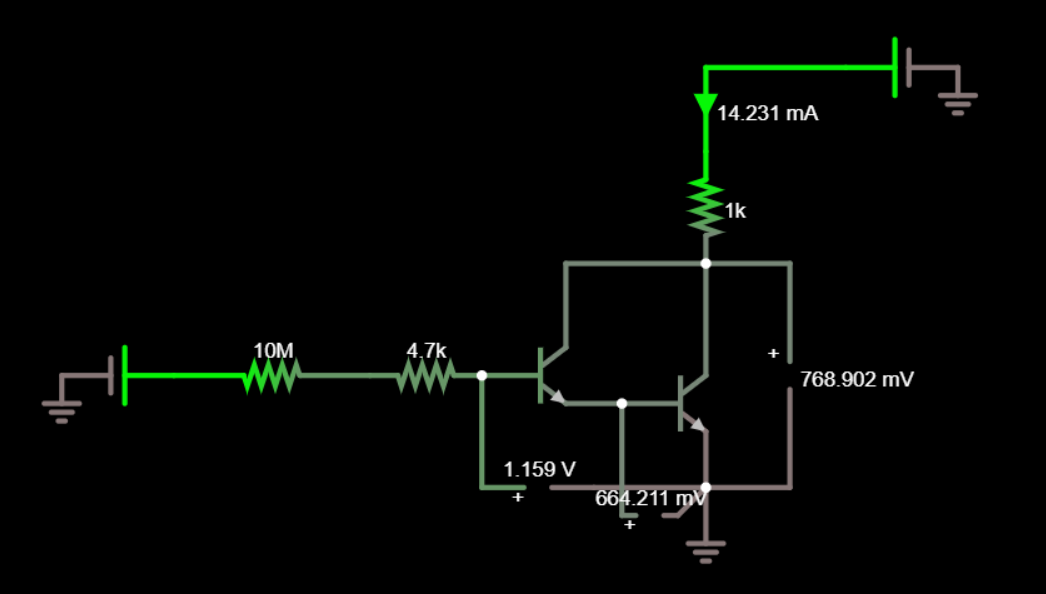 14.231 mA
1k
10M
4.7k
+
768.902 mV
1.159 V
+
664.211 mV
+